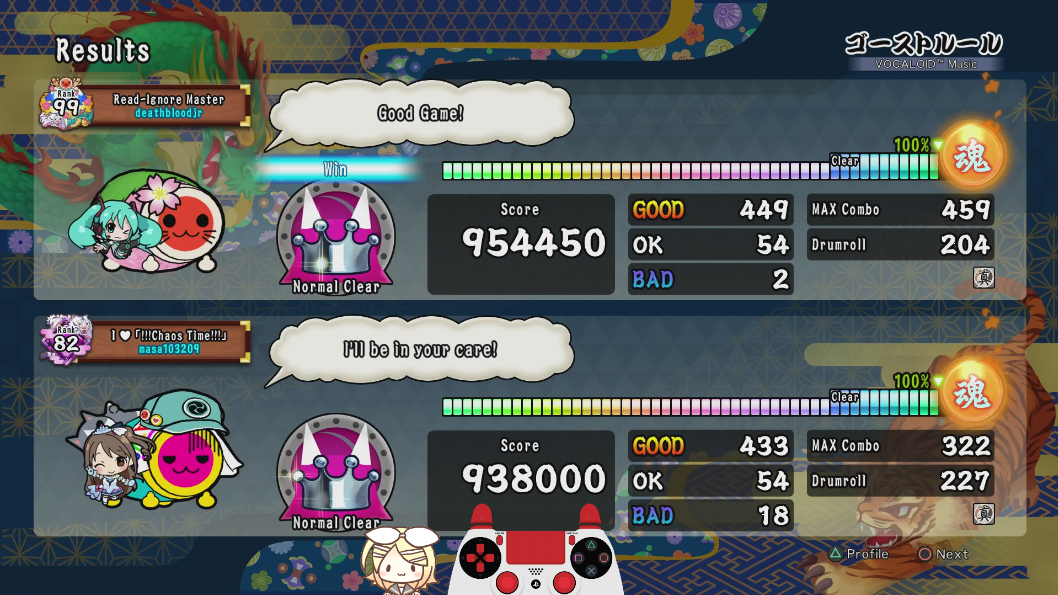 Results
ゴーストルール
VOCALOID™ Music
Rank 99
Read-Ignore Master
deathbloodjr
Good Game!
Win
100%
Clear
魂
Normal Clear
Score
954450
GOOD 449
OK 54
BAD 2
MAX Combo 459
Drumroll 204
真
Rank 82
I ♥「!!!Chaos Time!!!」
masa103209
I'll be in your care!
100%
Clear
魂
Normal Clear
Score
938000
GOOD 433
OK 54
BAD 18
MAX Combo 322
Drumroll 227
真
Profile
Next